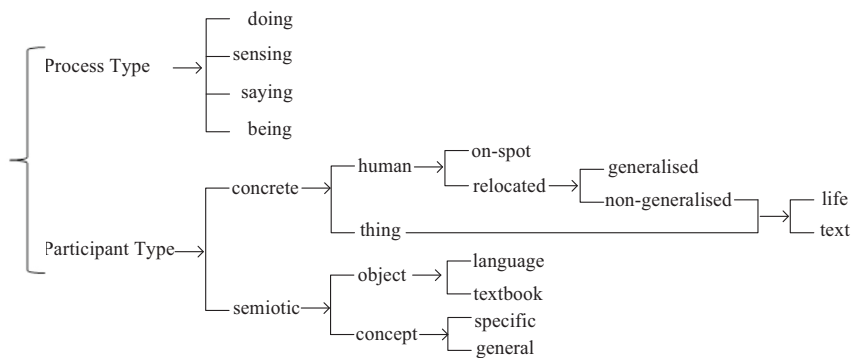 doing
Process Type
sensing
saying
being
on-spot
human
generalised
relocated
concrete
non-generalised
life
thing
text
Participant Type
language
object
textbook
semiotic
specific
concept
general